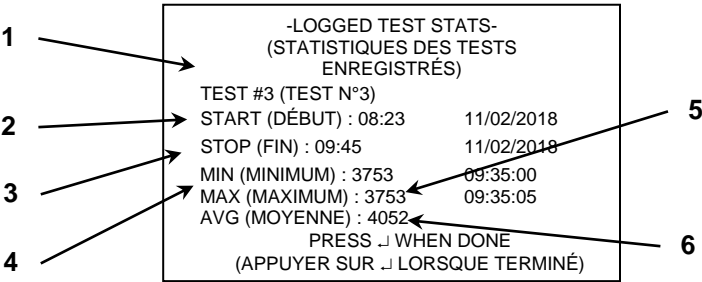 -LOGGED TEST STATS-
(STATISTIQUES DES TESTS
ENREGISTRÉS)
1
TEST #3 (TEST N°3)
2 START (DÉBUT) : 08:23 11/02/2018 5
STOP (FIN) : 09:45 11/02/2018
3 MIN (MINIMUM) : 3753 09:35:00
MAX (MAXIMUM) : 3753 09:35:05
AVG (MOYENNE) : 4052
4 PRESS ↵ WHEN DONE 6
(APPUYER SUR ↵ LORSQUE TERMINÉ)